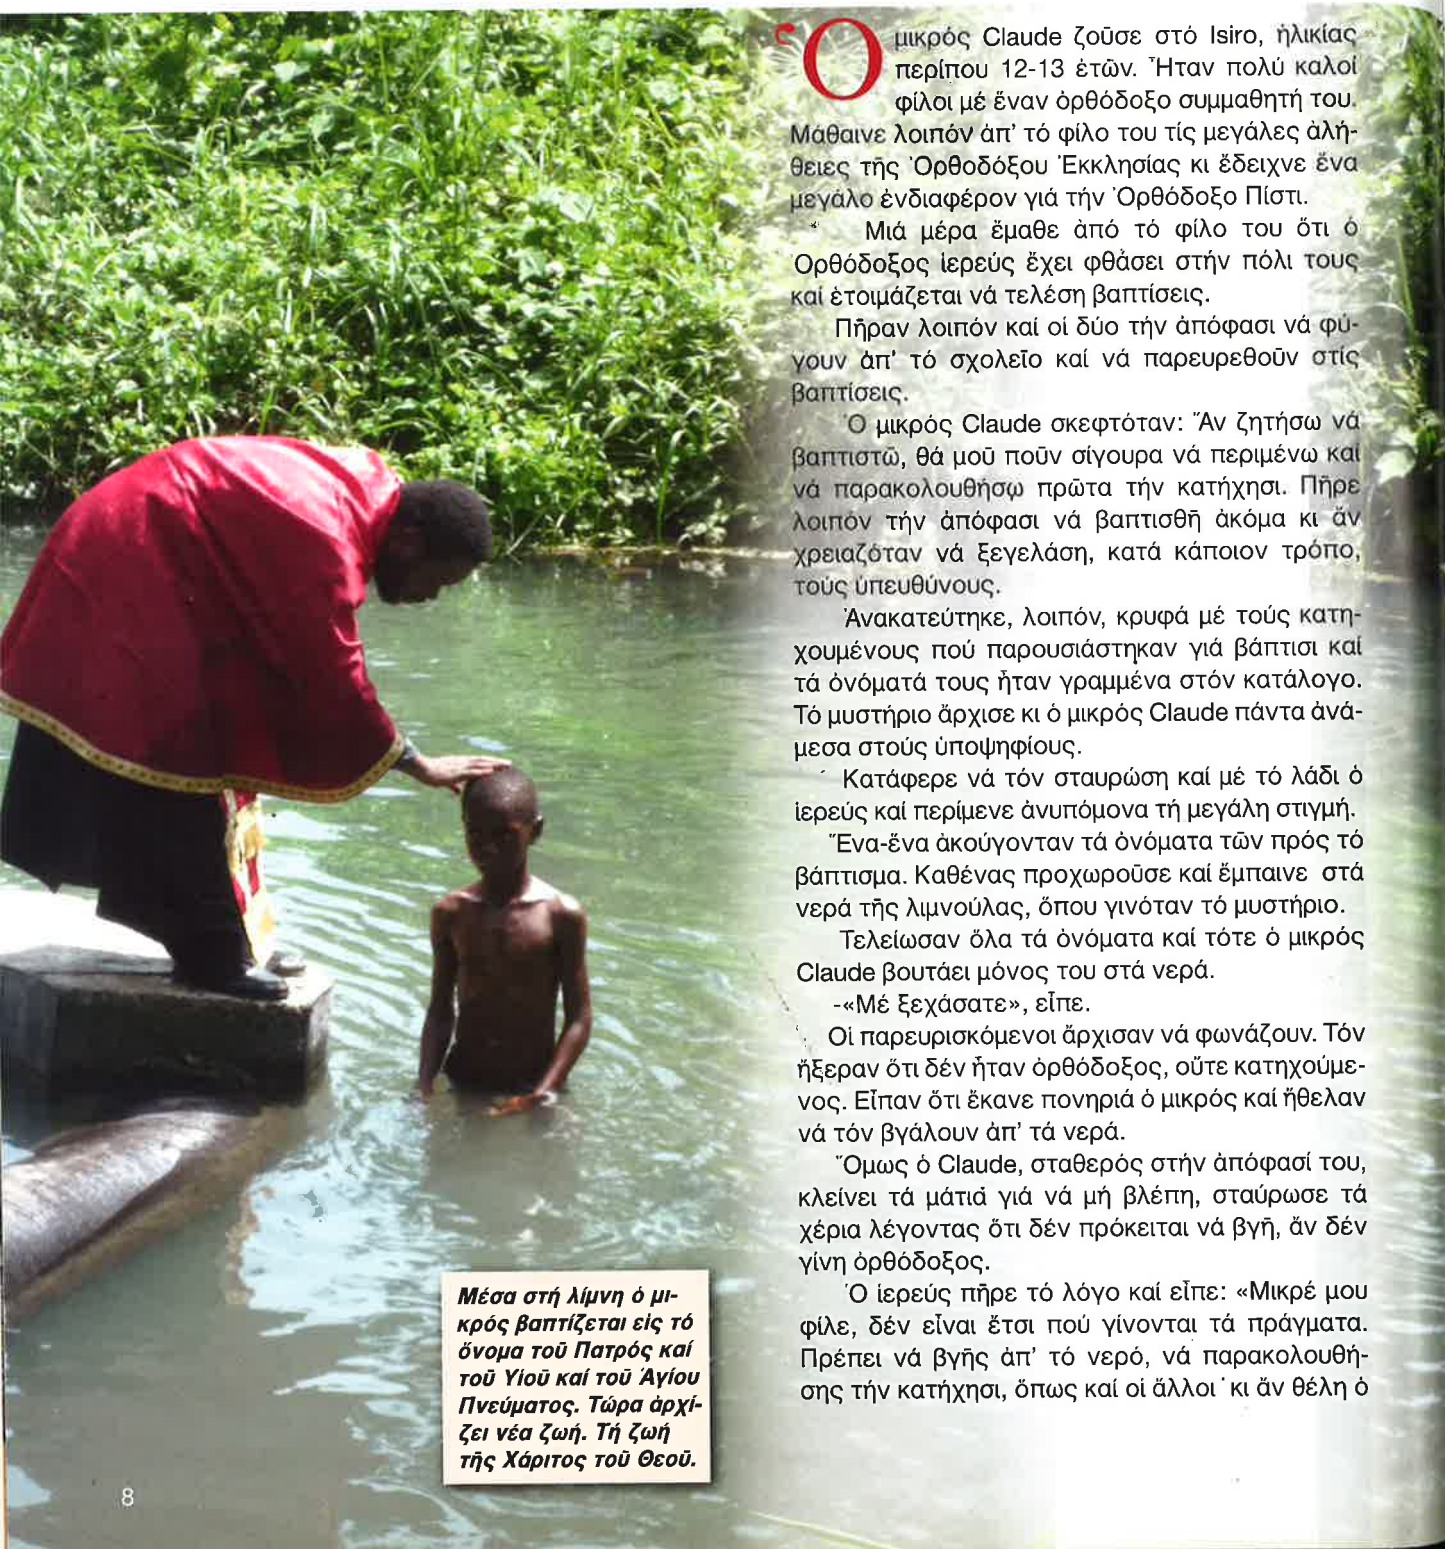 Ὁ μικρός Claude ζοῦσε στό Isiro, ἡλικίας
περίπου 12-13 ἐτῶν. Ἦταν πολύ καλοί
φίλοι μέ ἕναν ὀρθόδοξο συμμαθητή του.
Μάθαινε λοιπόν ἀπ' τό φίλο του τίς μεγάλες ἀλή-
θειες τῆς Ὀρθοδόξου Ἐκκλησίας κι ἔδειχνε ἕνα
μεγάλο ἐνδιαφέρον γιά τήν Ὀρθόδοξο Πίστι.
Μιά μέρα ἔμαθε ἀπό τό φίλο του ὅτι ὁ
Ὀρθόδοξος ἱερεύς ἔχει φθάσει στήν πόλι τους
καί ἑτοιμάζεται νά τελέση βαπτίσεις.
Πῆραν λοιπόν καί οἱ δύο τήν ἀπόφασι νά φύ-
γουν ἀπ' τό σχολεῖο καί νά παρευρεθοῦν στίς
βαπτίσεις.
Ὁ μικρός Claude σκεφτόταν: Ἄν ζητήσω νά
βαπτιστῶ, θά μοῦ ποῦν σίγουρα νά περιμένω καί
νά παρακολουθήσῳ πρῶτα τήν κατήχησι. Πῆρε
λοιπόν τήν ἀπόφασι νά βαπτισθῆ ἀκόμα κι ἄν
χρειαζόταν νά ξεγελάση, κατά κάποιον τρόπο,
τούς ὑπευθύνους.
Ἀνακατεύτηκε, λοιπόν, κρυφά μέ τούς κατη-
χουμένους πού παρουσιάστηκαν γιά βάπτισι καί
τά ὀνόματά τους ἦταν γραμμένα στόν κατάλογο.
Τό μυστήριο ἄρχισε κι ὁ μικρός Claude πάντα ἀνά-
μεσα στούς ὑποψηφίους.
Κατάφερε νά τόν σταυρώση καί μέ τό λάδι ὁ
ἱερεύς καί περίμενε ἀνυπόμονα τή μεγάλη στιγμή.
Ἕνα-ἕνα ἀκούγονταν τά ὀνόματα τῶν πρός τό
βάπτισμα. Καθένας προχωροῦσε καί ἔμπαινε στά
νερά τῆς λιμνούλας, ὅπου γινόταν τό μυστήριο.
Τελείωσαν ὅλα τά ὀνόματα καί τότε ὁ μικρός
Claude βουτάει μόνος του στά νερά.
-«Μέ ξεχάσατε», εἶπε.
Οἱ παρευρισκόμενοι ἄρχισαν νά φωνάζουν. Τόν
ἤξεραν ὅτι δέν ἦταν ὀρθόδοξος, οὔτε κατηχούμε-
νος. Εἶπαν ὅτι ἔκανε πονηριά ὁ μικρός καί ἤθελαν
νά τόν βγάλουν ἀπ' τά νερά.
Ὅμως ὁ Claude, σταθερός στήν ἀπόφασί του,
κλείνει τά μάτιά γιά νά μή βλέπη, σταύρωσε τά
χέρια λέγοντας ὅτι δέν πρόκειται νά βγῆ, ἄν δέν
γίνη ὀρθόδοξος.
Ὁ ἱερεύς πῆρε τό λόγο καί εἶπε: «Μικρέ μου
φίλε, δέν εἶναι ἔτσι πού γίνονται τά πράγματα.
Πρέπει νά βγῆς ἀπ' τό νερό, νά παρακολουθή-
σης τήν κατήχησι, ὅπως καί οἱ ἄλλοι˙ κι ἄν θέλη ὁ
Μέσα στή λίμνη ὁ μι-
κρός βαπτίζεται εἰς τό
ὄνομα τοῦ Πατρός καί
τοῦ Υἱοῦ καί τοῦ Ἁγίου
Πνεύματος. Τώρα ἀρχί-
ζει νέα ζωή. Τή ζωή
τῆς Χάριτος τοῦ Θεοῦ.
8